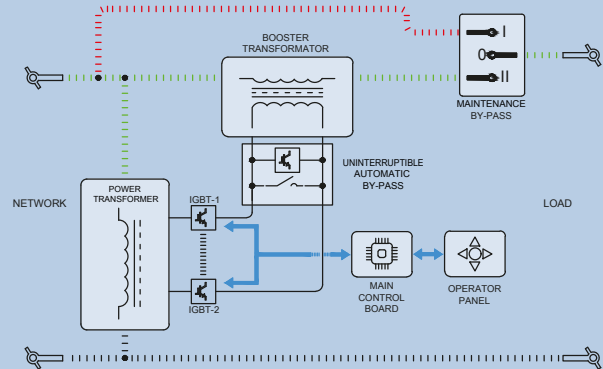 BOOSTER
TRANSFORMATOR
I
0
II
MAINTENANCE
BY-PASS
UNINTERRUPTIBLE
AUTOMATIC
BY-PASS
POWER
TRANSFORMER
IGBT-1
NETWORK
LOAD
IGBT-2
MAIN
CONTROL
BOARD
OPERATOR
PANEL